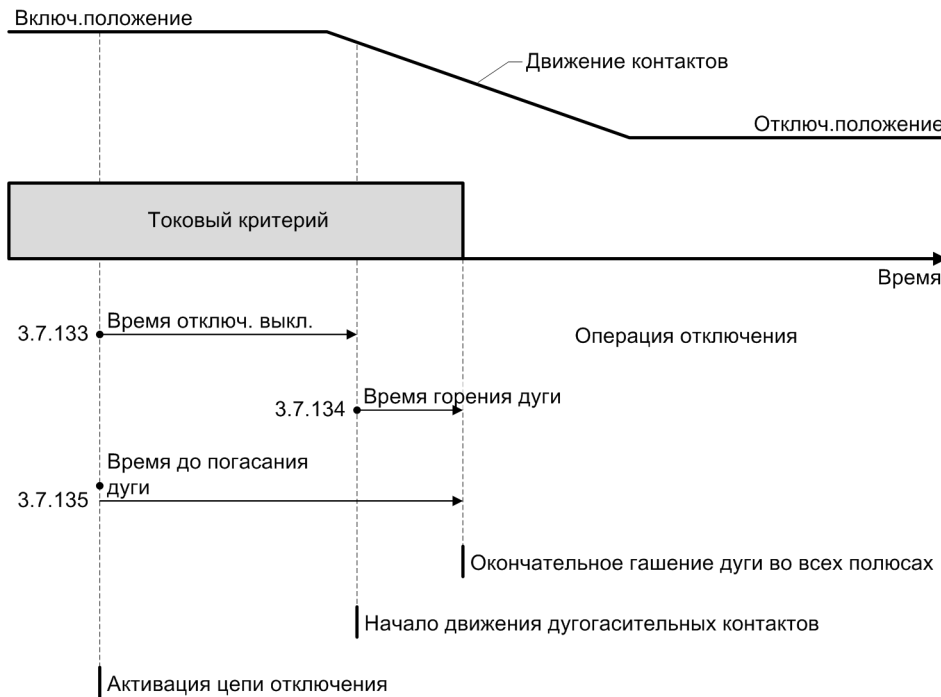 Включ.положение
Движение контактов
Отключ.положение
Токовый критерий
Время
3.7.133
Время отключ. выкл.
Операция отключения
3.7.134
Время горения дуги
Время до погасания
3.7.135
дуги
Окончательное гашение дуги во всех полюсах
Начало движения дугогасительных контактов
Активация цепи отключения